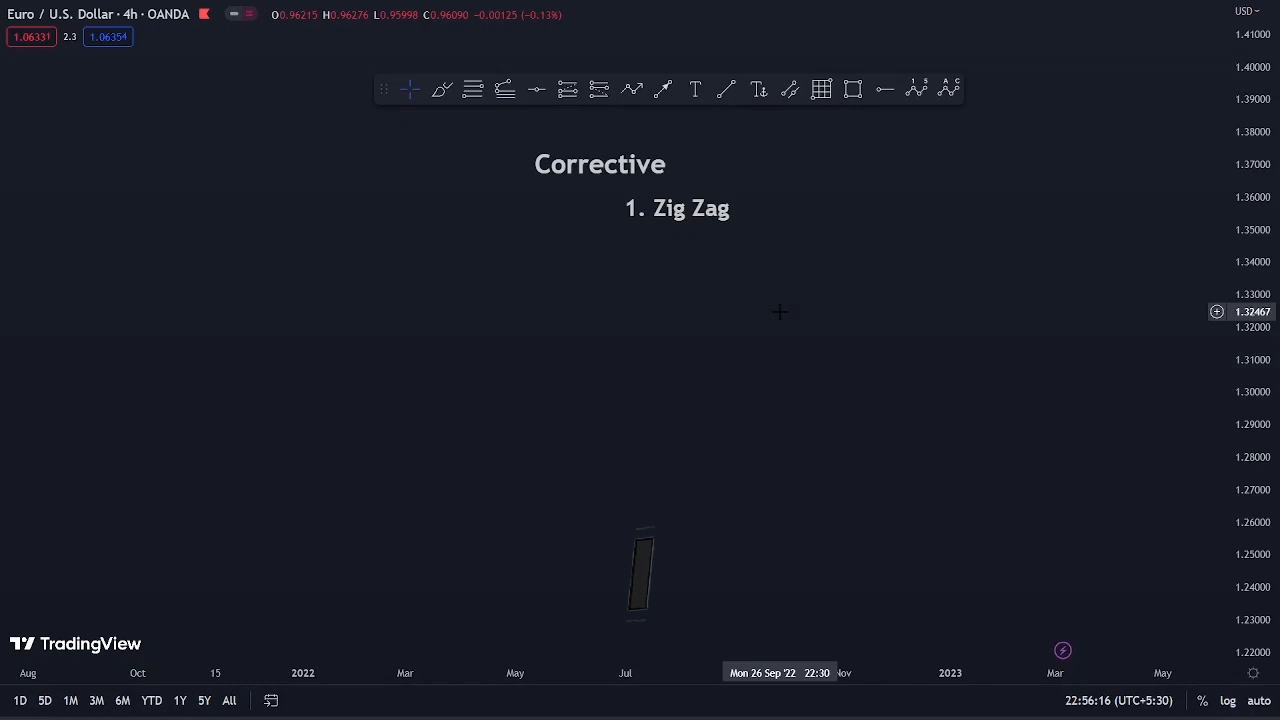 Euro / U.S. Dollar · 4h · OANDA
O0.96215 H0.96276 L0.95998 C0.96090 −0.00125 (−0.13%)
USD
1.06331 2.3 1.06354
1.41000
1.40000
1.39000
1 5
A C
1.38000
Corrective
1.37000
1.36000
1. Zig Zag
1.35000
1.34000
1.33000
1.32467
1.32000
1.31000
1.30000
1.29000
1.28000
1.27000
1.26000
1.25000
1.24000
1.23000
TradingView
1.22000
Aug Oct 15 2022 Mar May Jul Mon 26 Sep '22 22:30 Nov 2023 Mar May
1D 5D 1M 3M 6M YTD 1Y 5Y All 22:56:16 (UTC+5:30) % log auto